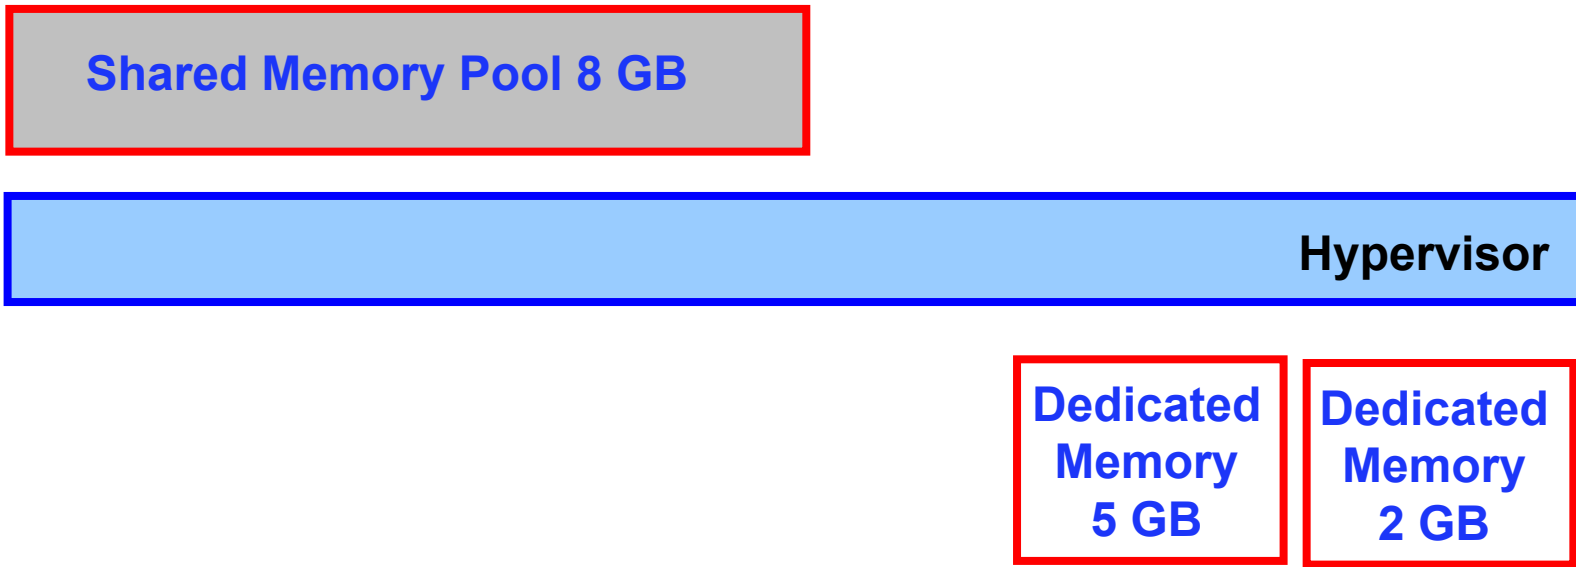 Shared Memory Pool 8 GB
Hypervisor
Dedicated
Memory
5 GB
Dedicated
Memory
2 GB